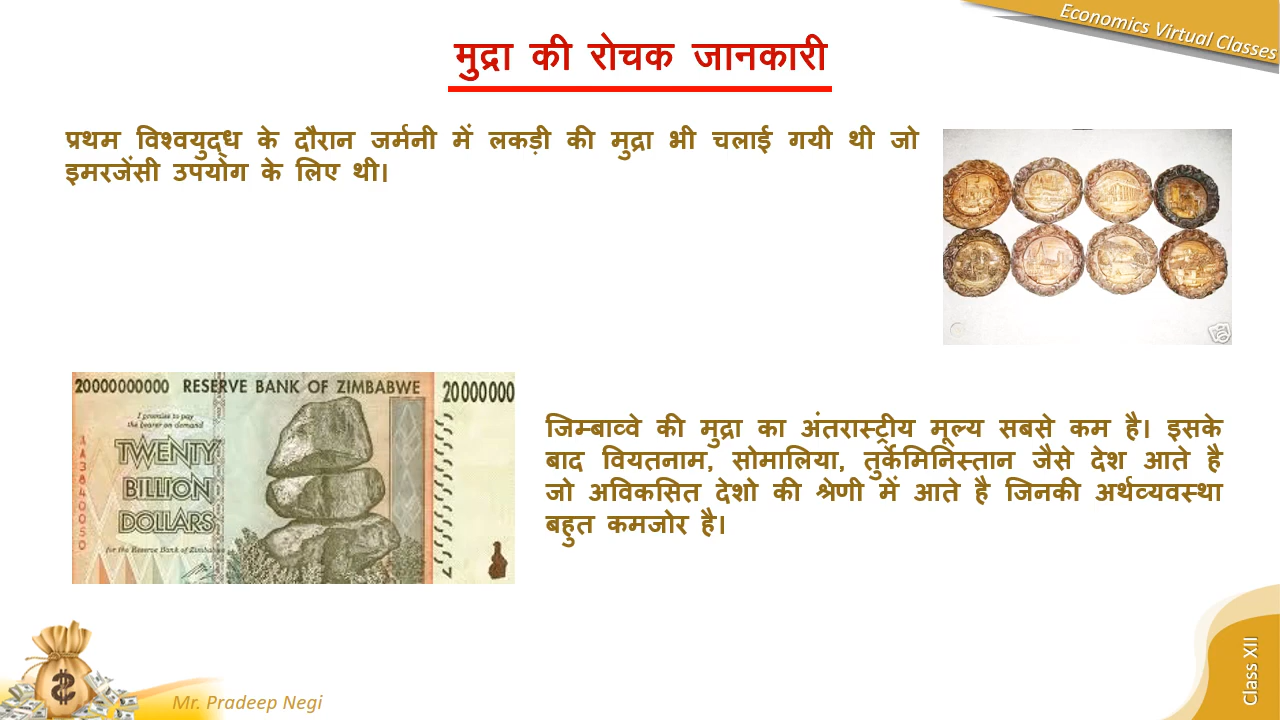 Economics Virtual Classes
मुद्रा की रोचक जानकारी
प्रथम विश्वयुद्ध के दौरान जर्मनी में लकड़ी की मुद्रा भी चलाई गयी थी जो
इमरजेंसी उपयोग के लिए थी।
20000000000 RESERVE BANK OF ZIMBABWE 20000000
I promise to pay
the bearer on demand
TWENTY
BILLION
DOLLARS
for the Reserve Bank of Zimbabwe
AA3840050
जिम्बाव्वे की मुद्रा का अंतरास्ट्रीय मूल्य सबसे कम है। इसके
बाद वियतनाम, सोमालिया, तुर्केमिनिस्तान जैसे देश आते है
जो अविकसित देशो की श्रेणी में आते है जिनकी अर्थव्यवस्था
बहुत कमजोर है।
$
Mr. Pradeep Negi
Class XII